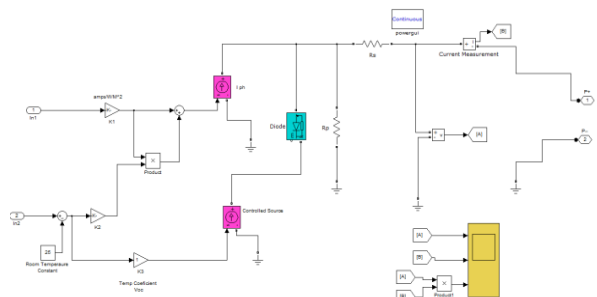 Continuous
powergui
[B]
Rs
Current Measurement
P+
1
I ph
amps/W/M^2
1
In1
K1
Diode
Rp
[A]
P-
2
Product
Controlled Source
2
In2
K2
25
Room Temperature
Constant
K3
Temp Coefficient
Voc
[A]
[B]
[A]
[B]
Product1